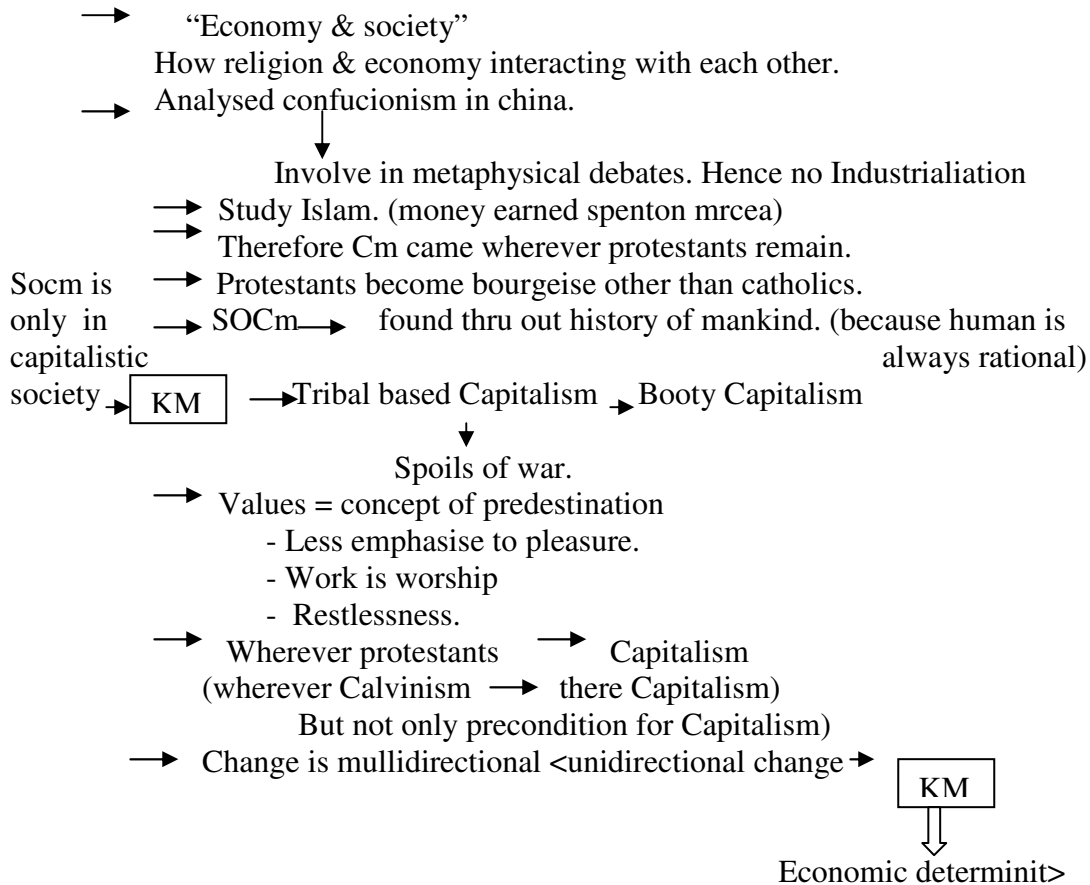 “Economy & society”
How religion & economy interacting with each other.
Analysed confucionism in china.
Involve in metaphysical debates. Hence no Industrialiation
Study Islam. (money earned spenton mrcea)
Therefore Cm came wherever protestants remain.
Socm is only in capitalistic society
Protestants become bourgeise other than catholics.
SOCm found thru out history of mankind. (because human is
always rational)
KM Tribal based Capitalism Booty Capitalism
Spoils of war.
Values = concept of predestination
- Less emphasise to pleasure.
- Work is worship
- Restlessness.
Wherever protestants Capitalism
(wherever Calvinism there Capitalism)
But not only precondition for Capitalism)
Change is mullidirectional <unidirectional change
KM
Economic determinit>